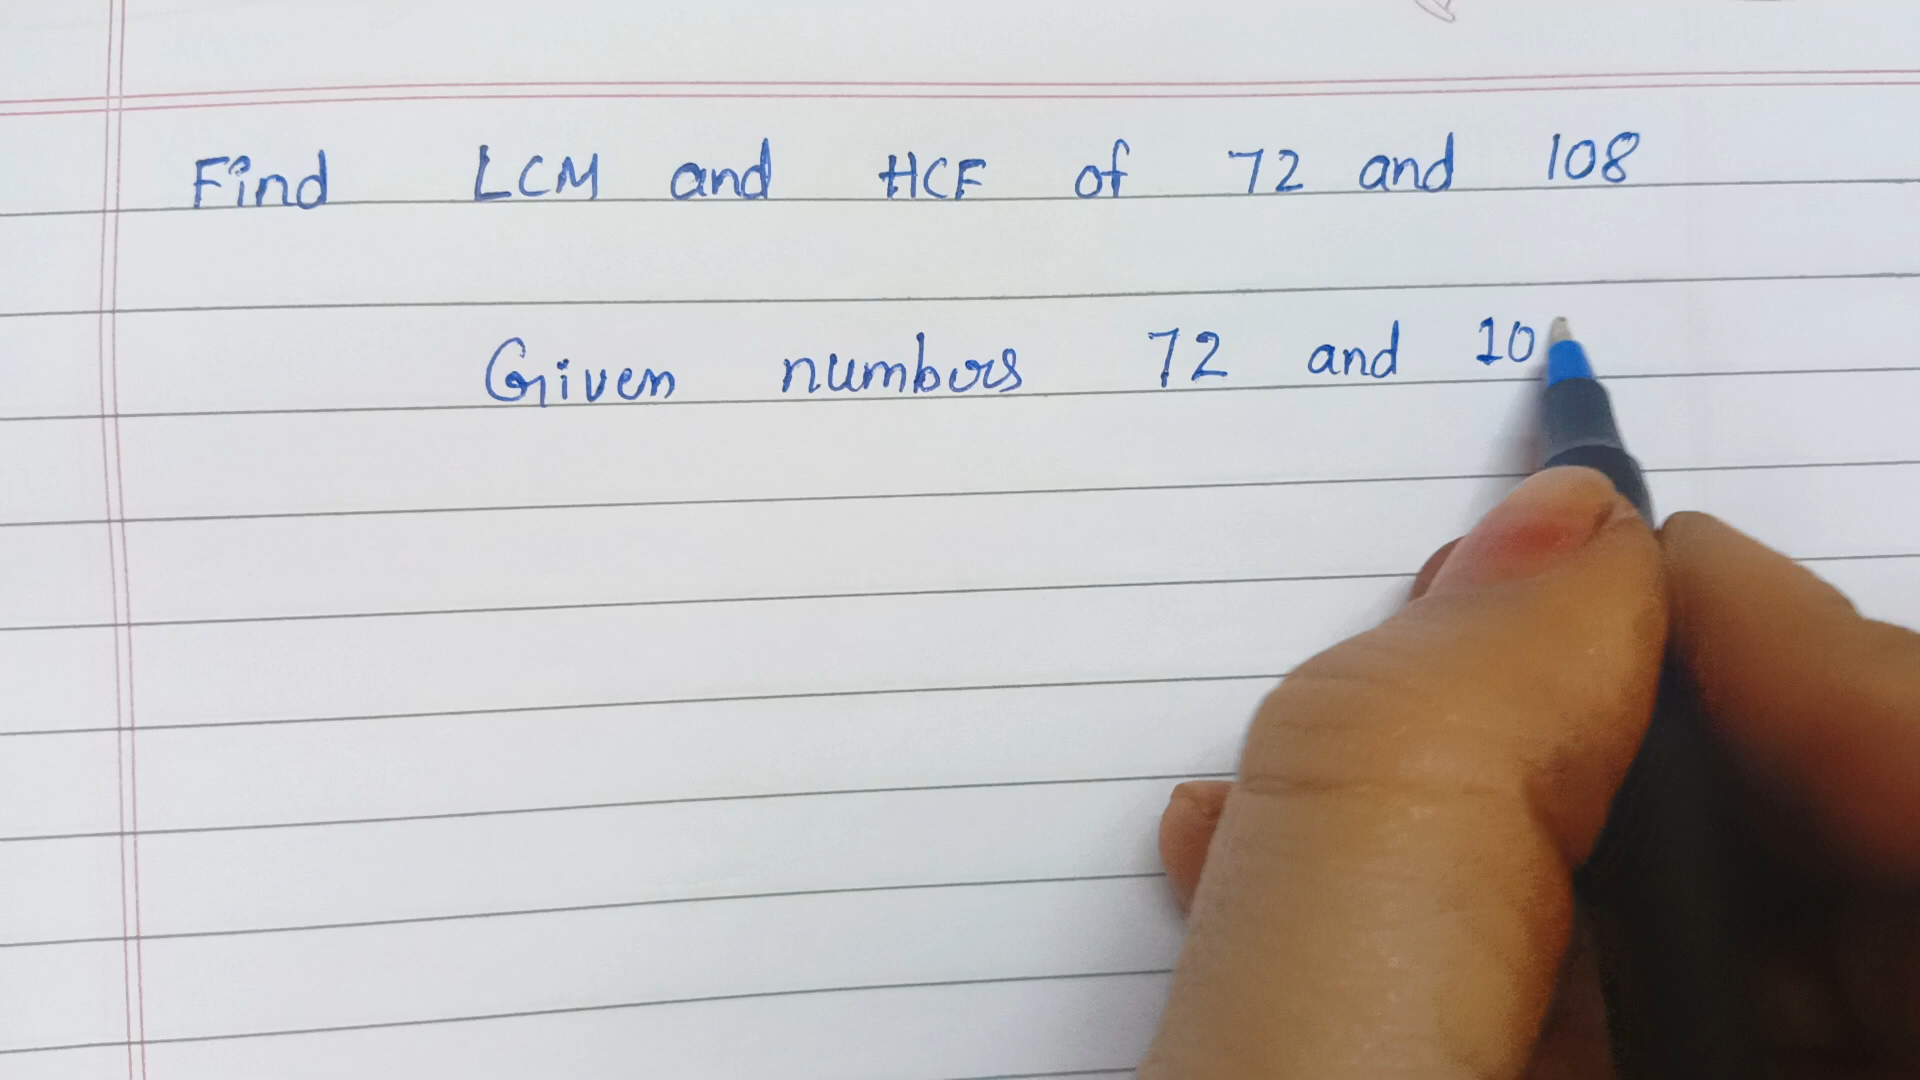 Find LCM and HCF of 72 and 108
Given numbers 72 and 10